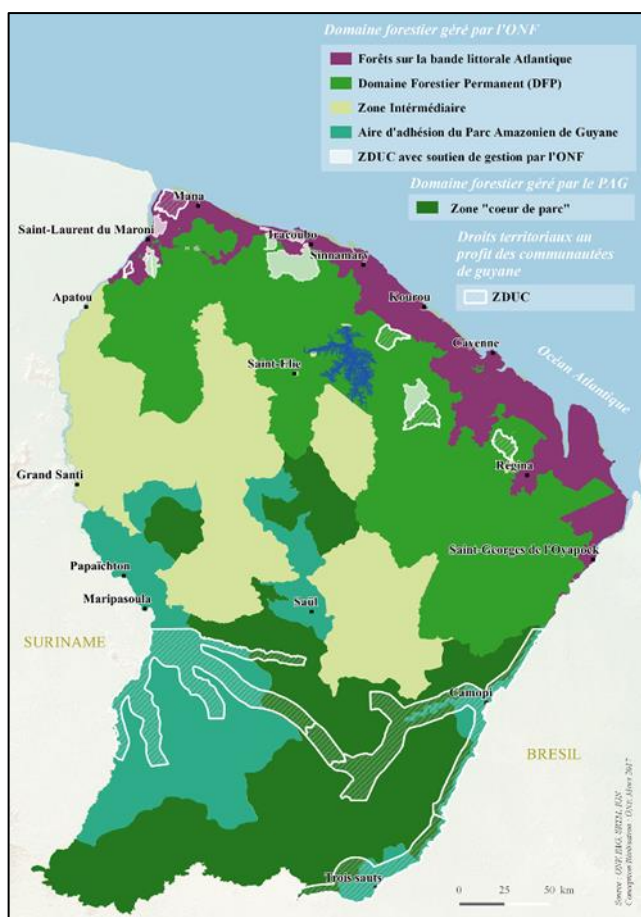 Domaine forestier géré par l'ONF
Forêts sur la bande littorale Atlantique
Domaine Forestier Permanent (DFP)
Zone Intérmédiaire
Aire d'adhésion du Parc Amazonien de Guyane
ZDUC avec soutien de gestion par l'ONF
Domaine forestier géré par le PAG
Zone "coeur de parc"
Droits territoriaux au
profit des communautées
de guyane
ZDUC
Mana
Saint-Laurent du Maroni
Iracoubo
Sinnamary
Apatou
Kourou
Cayenne
Océan Atlantique
Saint-Elie
Grand Santi
Régina
Saint-Georges de l'Oyapock
Papaïchton
Maripasoula
Saül
SURINAME
Camopi
BRESIL
Trois sauts
0 25 50 km